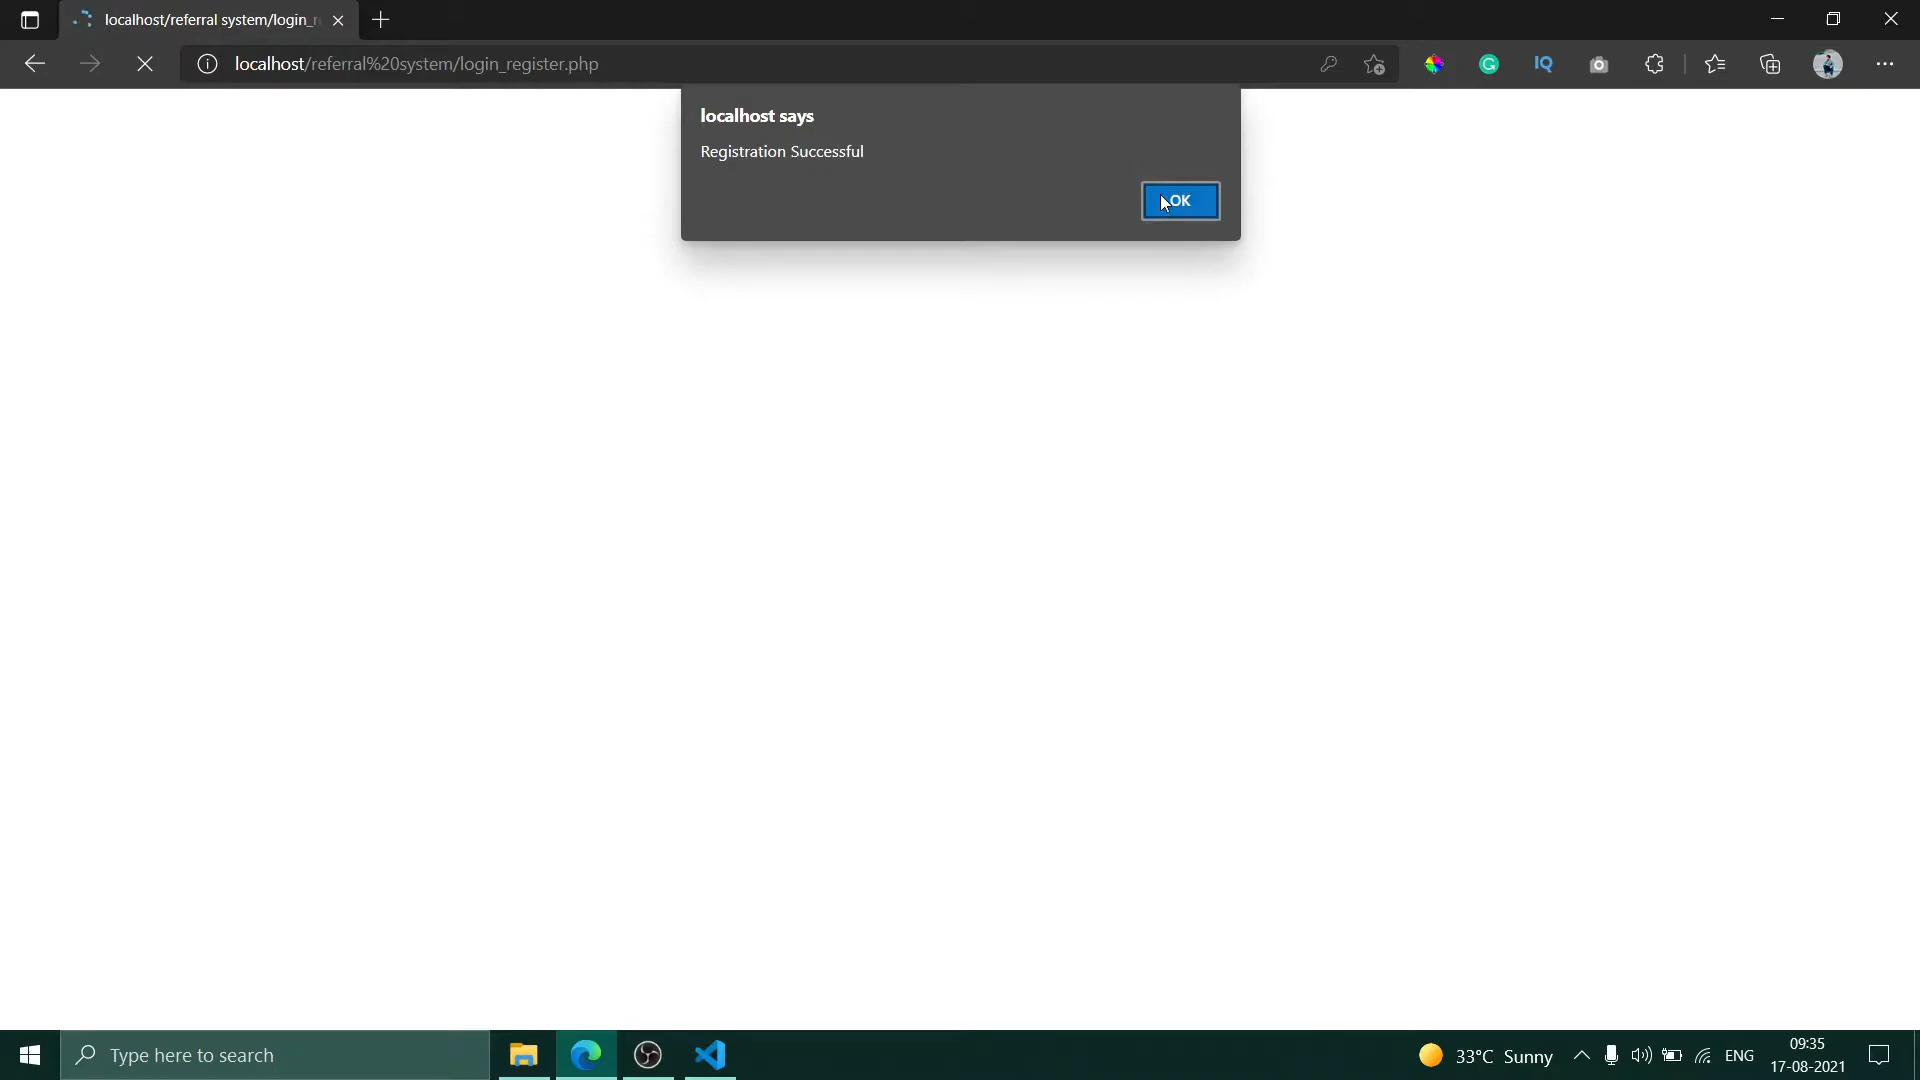 localhost/referral system/login_r
localhost/referral%20system/login_register.php
IQ
localhost says
Registration Successful
OK
Type here to search
33°C Sunny
ENG
09:35
17-08-2021